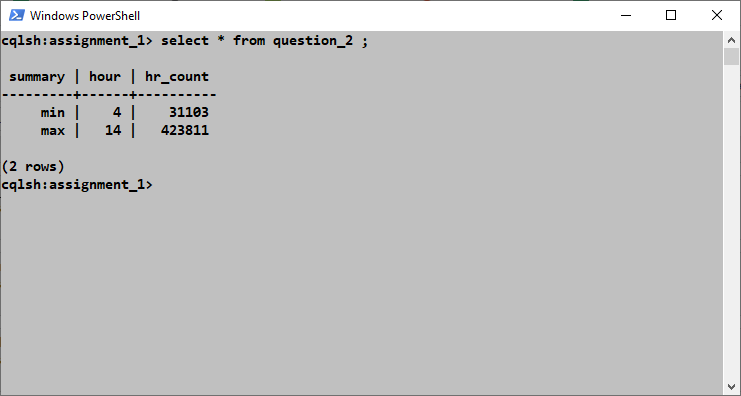 Windows PowerShell
cqlsh:assignment_1> select * from question_2 ;
summary | hour | hr_count
---------+------+----------
min | 4 | 31103
max | 14 | 423811
(2 rows)
cqlsh:assignment_1>